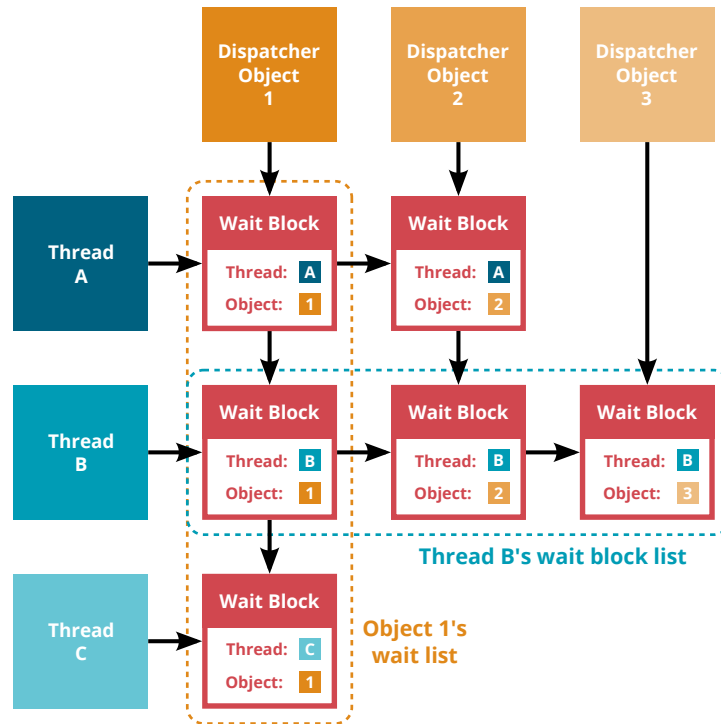 Dispatcher
Object
1
Dispatcher
Object
2
Dispatcher
Object
3
Thread
A
Wait Block
Thread: A
Object: 1
Wait Block
Thread: A
Object: 2
Thread
B
Wait Block
Thread: B
Object: 1
Wait Block
Thread: B
Object: 2
Wait Block
Thread: B
Object: 3
Thread B's wait block list
Thread
C
Wait Block
Thread: C
Object: 1
Object 1's
wait list